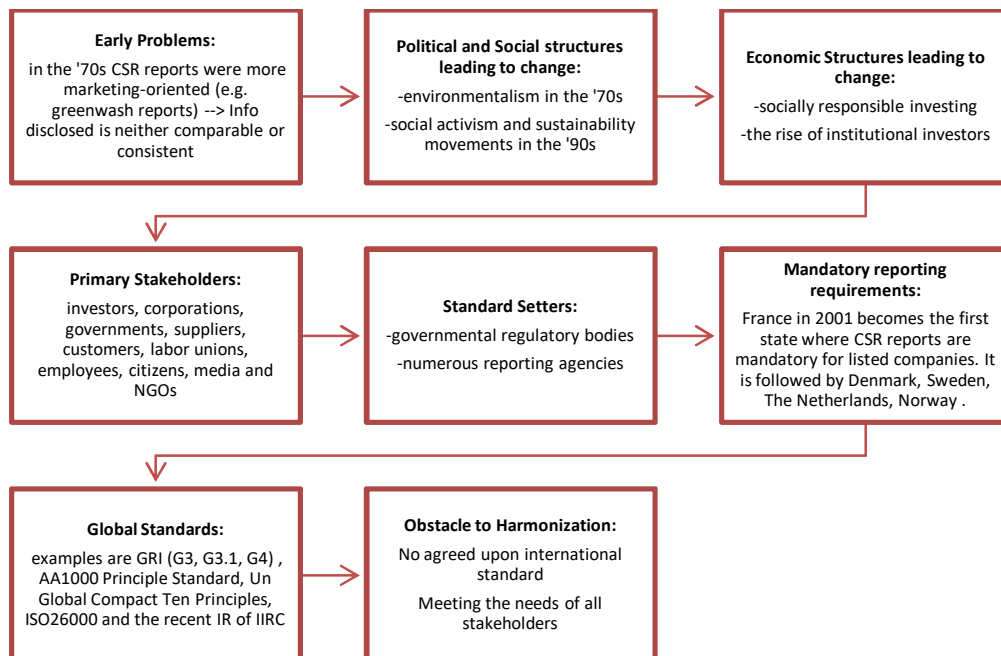 Early Problems:
in the '70s CSR reports were more
marketing-oriented (e.g.
greenwash reports) --> Info
disclosed is neither comparable or
consistent
Political and Social structures
leading to change:
-environmentalism in the '70s
-social activism and sustainability
movements in the '90s
Economic Structures leading to
change:
-socially responsible investing
-the rise of institutional investors
Primary Stakeholders:
investors, corporations,
governments, suppliers,
customers, labor unions,
employees, citizens, media and
NGOs
Standard Setters:
-governmental regulatory bodies
-numerous reporting agencies
Mandatory reporting
requirements:
France in 2001 becomes the first
state where CSR reports are
mandatory for listed companies. It
is followed by Denmark, Sweden,
The Netherlands, Norway .
Global Standards:
examples are GRI (G3, G3.1, G4) ,
AA1000 Principle Standard, Un
Global Compact Ten Principles,
ISO26000 and the recent IR of IIRC
Obstacle to Harmonization:
No agreed upon international
standard
Meeting the needs of all
stakeholders